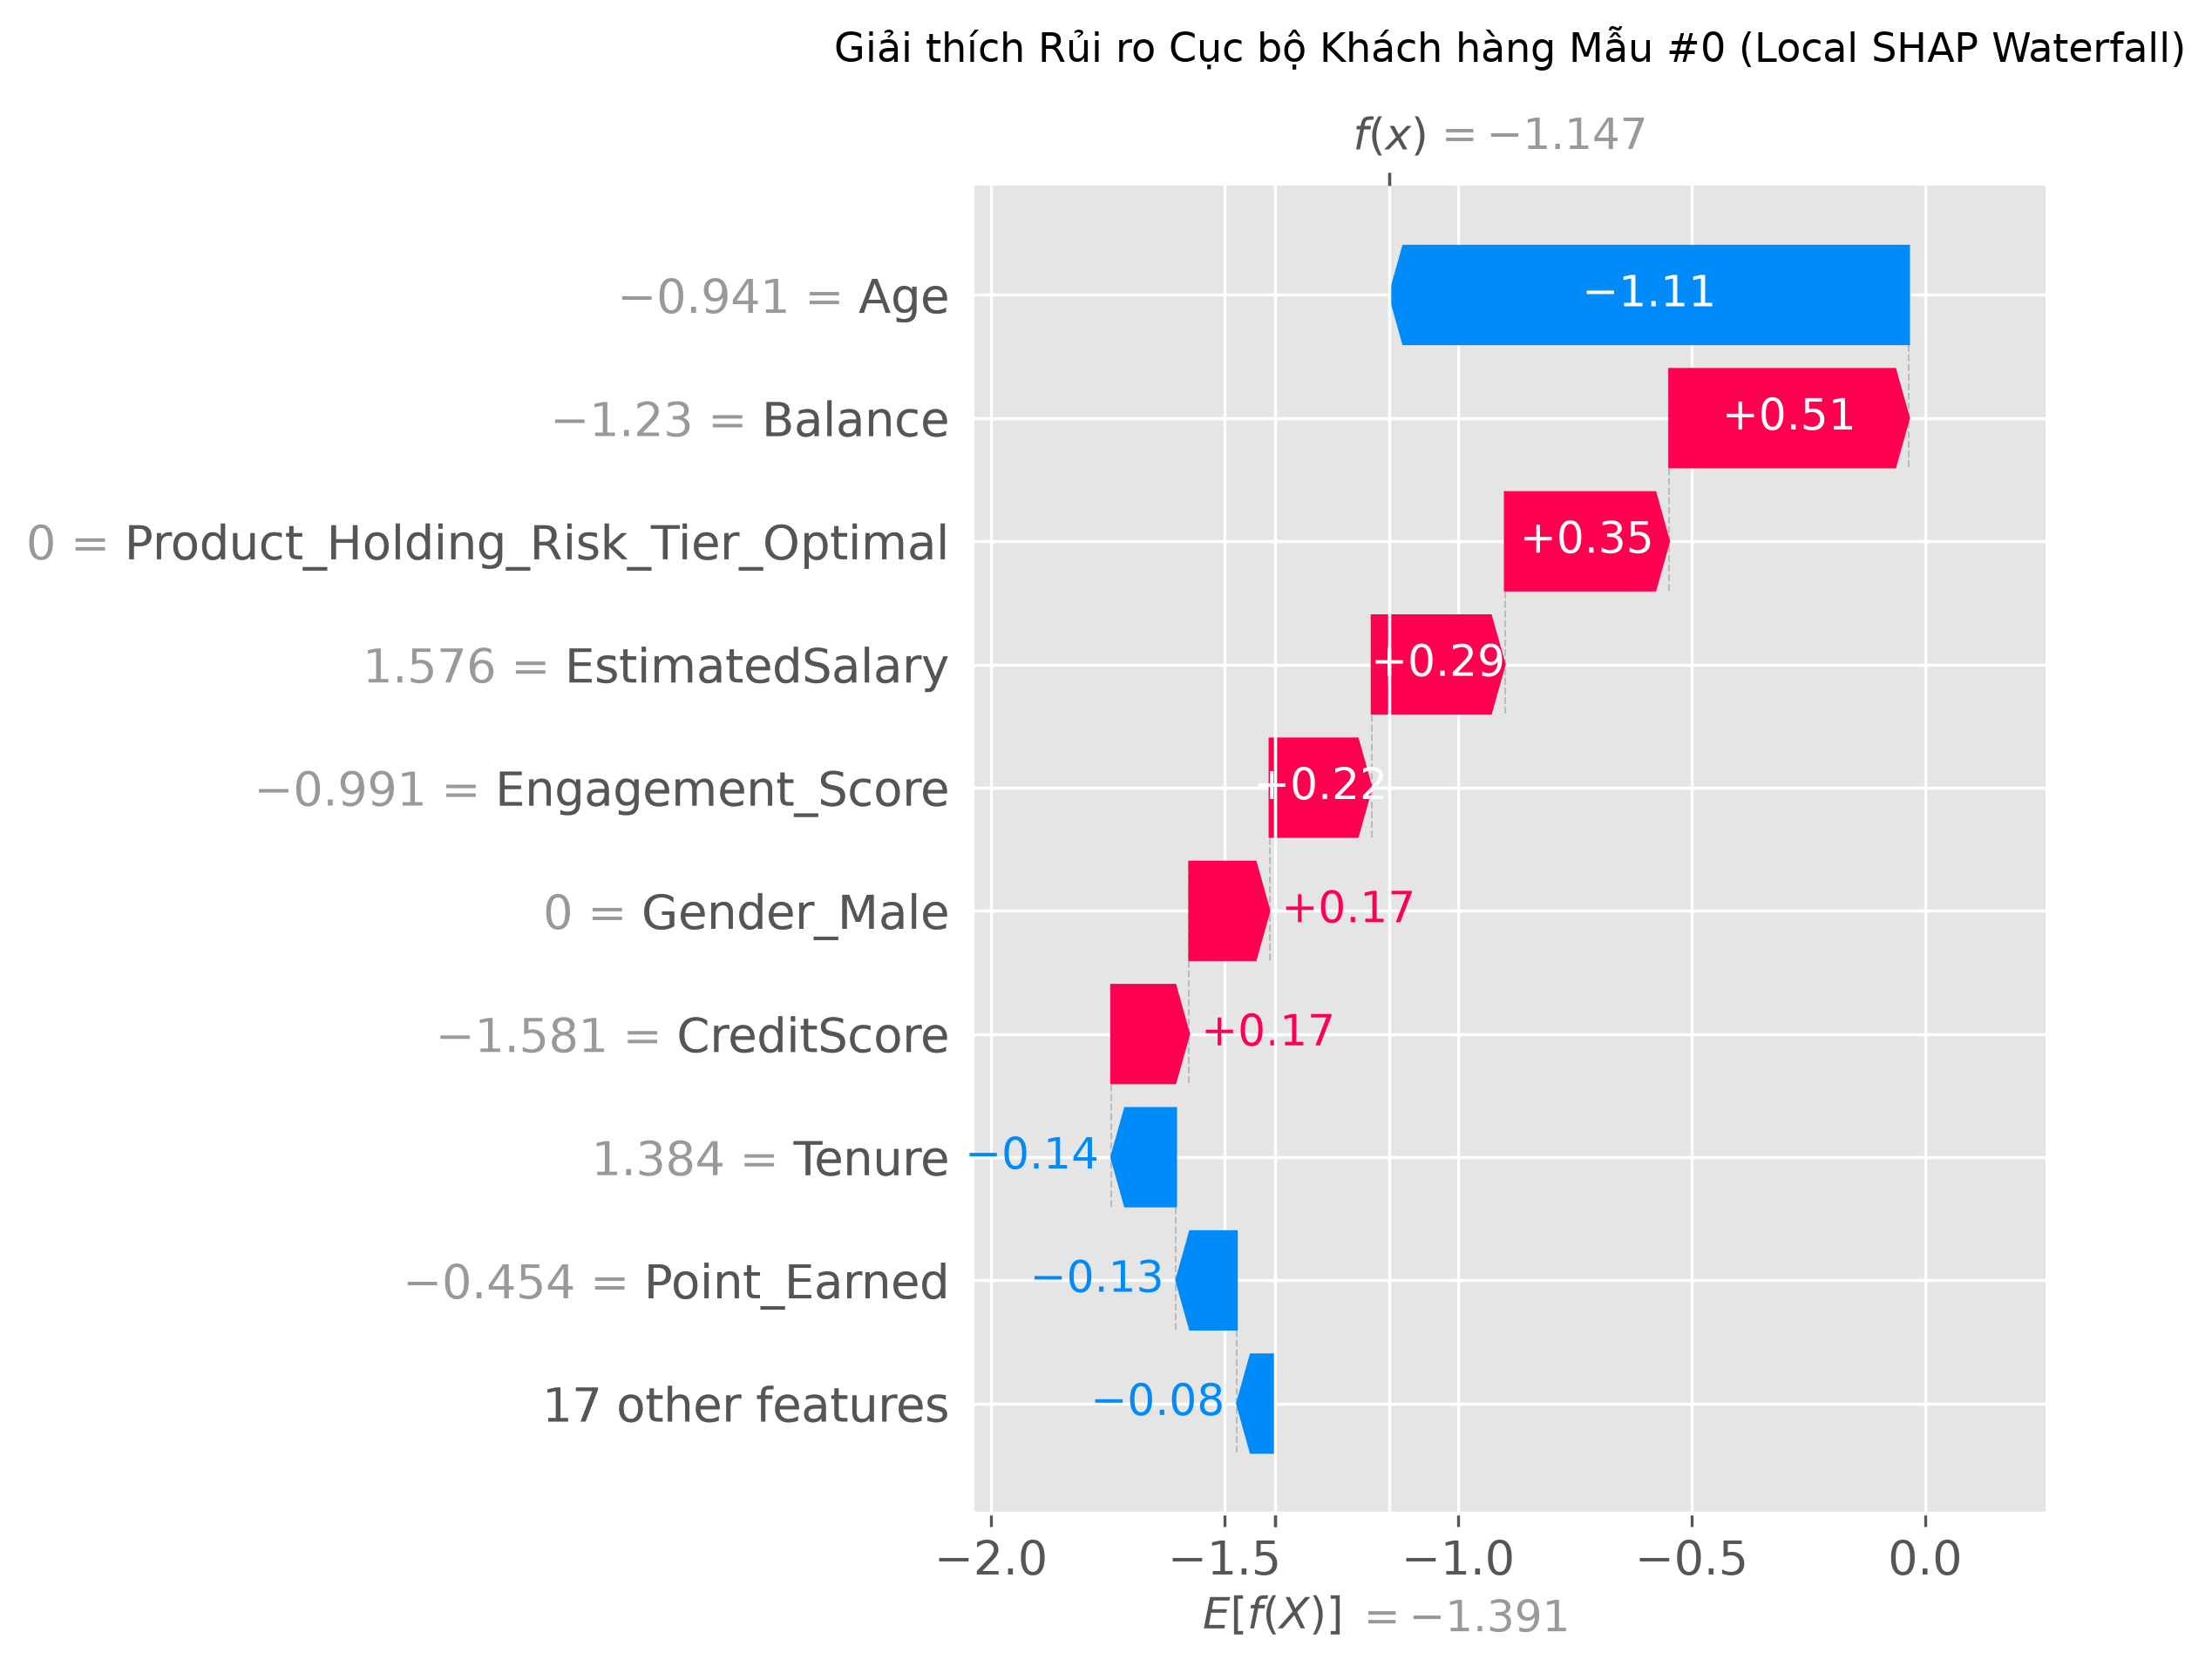 Giải thích Rủi ro Cục bộ Khách hàng Mẫu #0 (Local SHAP Waterfall)
f(x) = −1.147
−0.941 = Age −1.11
−1.23 = Balance +0.51
0 = Product_Holding_Risk_Tier_Optimal +0.35
1.576 = EstimatedSalary +0.29
−0.991 = Engagement_Score +0.22
0 = Gender_Male +0.17
−1.581 = CreditScore +0.17
1.384 = Tenure −0.14
−0.454 = Point_Earned −0.13
17 other features −0.08
−2.0 −1.5 −1.0 −0.5 0.0
E[f(X)] = −1.391